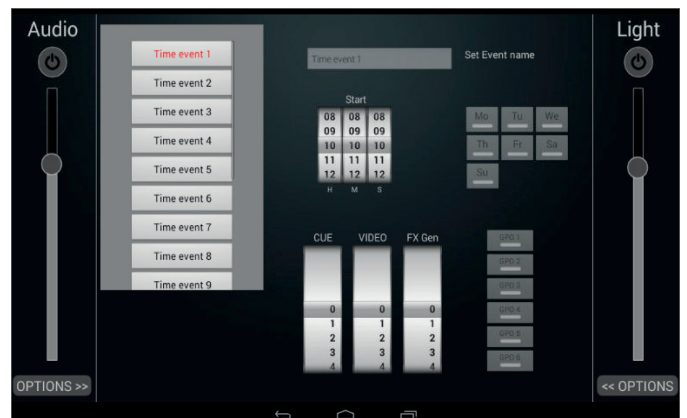 Audio
Light
Time event 1
Time event 2
Time event 3
Time event 4
Time event 5
Time event 6
Time event 7
Time event 8
Time event 9
Time event 1
Set Event name
Start
08 08 08
09 09 09
10 10 10
11 11 11
12 12 12
H M S
Mo Tu We
Th Fr Sa
Su
CUE VIDEO FX Gen
0 0 0
1 1 1
2 2 2
3 3 3
4 4 4
GPO 1
GPO 2
GPO 3
GPO 4
GPO 5
GPO 6
OPTIONS >>
<< OPTIONS